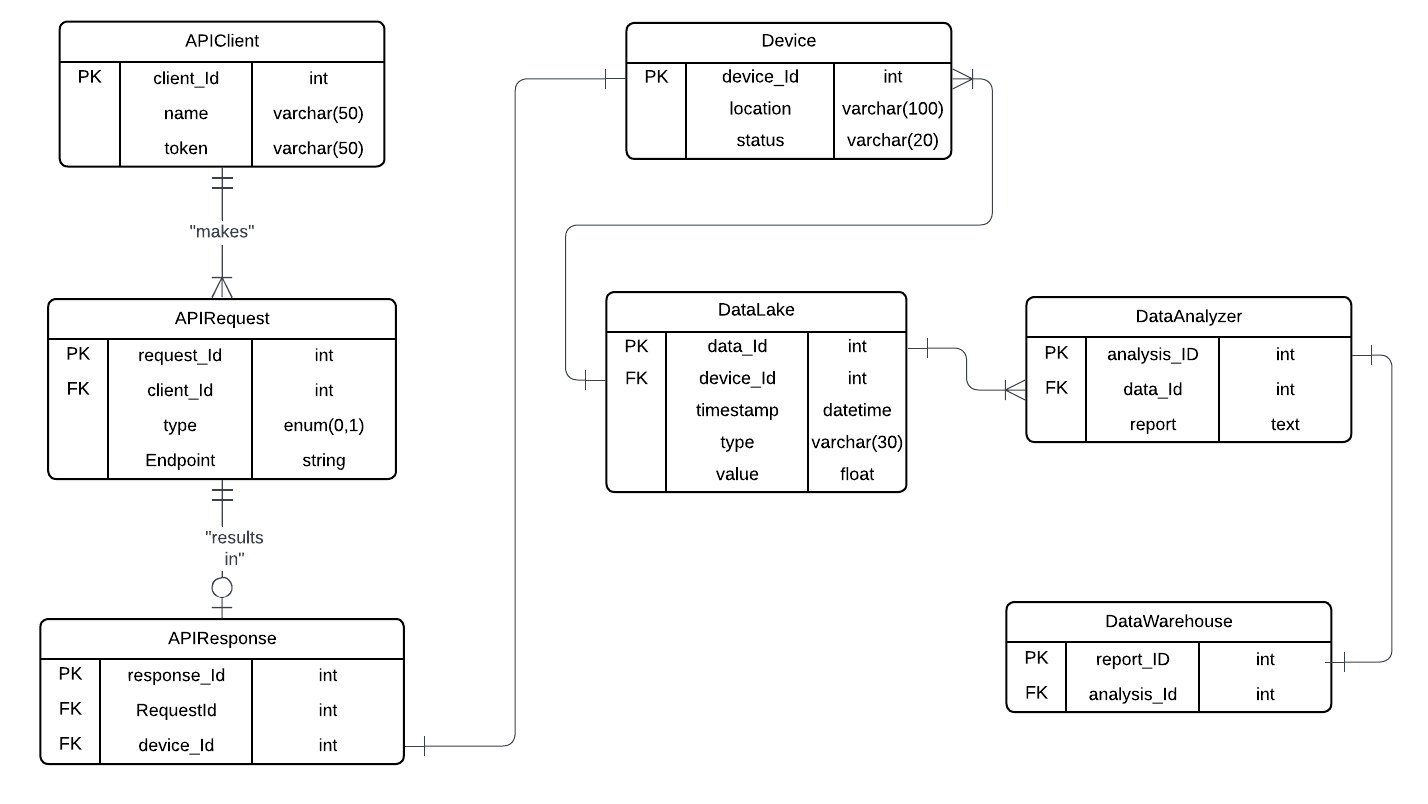 APIClient
PK client_Id int
name varchar(50)
token varchar(50)
"makes"
APIRequest
PK request_Id int
FK client_Id int
type enum(0,1)
Endpoint string
"results
in"
APIResponse
PK response_Id int
FK RequestId int
FK device_Id int
Device
PK device_Id int
location varchar(100)
status varchar(20)
DataLake
PK data_Id int
FK device_Id int
timestamp datetime
type varchar(30)
value float
DataAnalyzer
PK analysis_ID int
FK data_Id int
report text
DataWarehouse
PK report_ID int
FK analysis_Id int